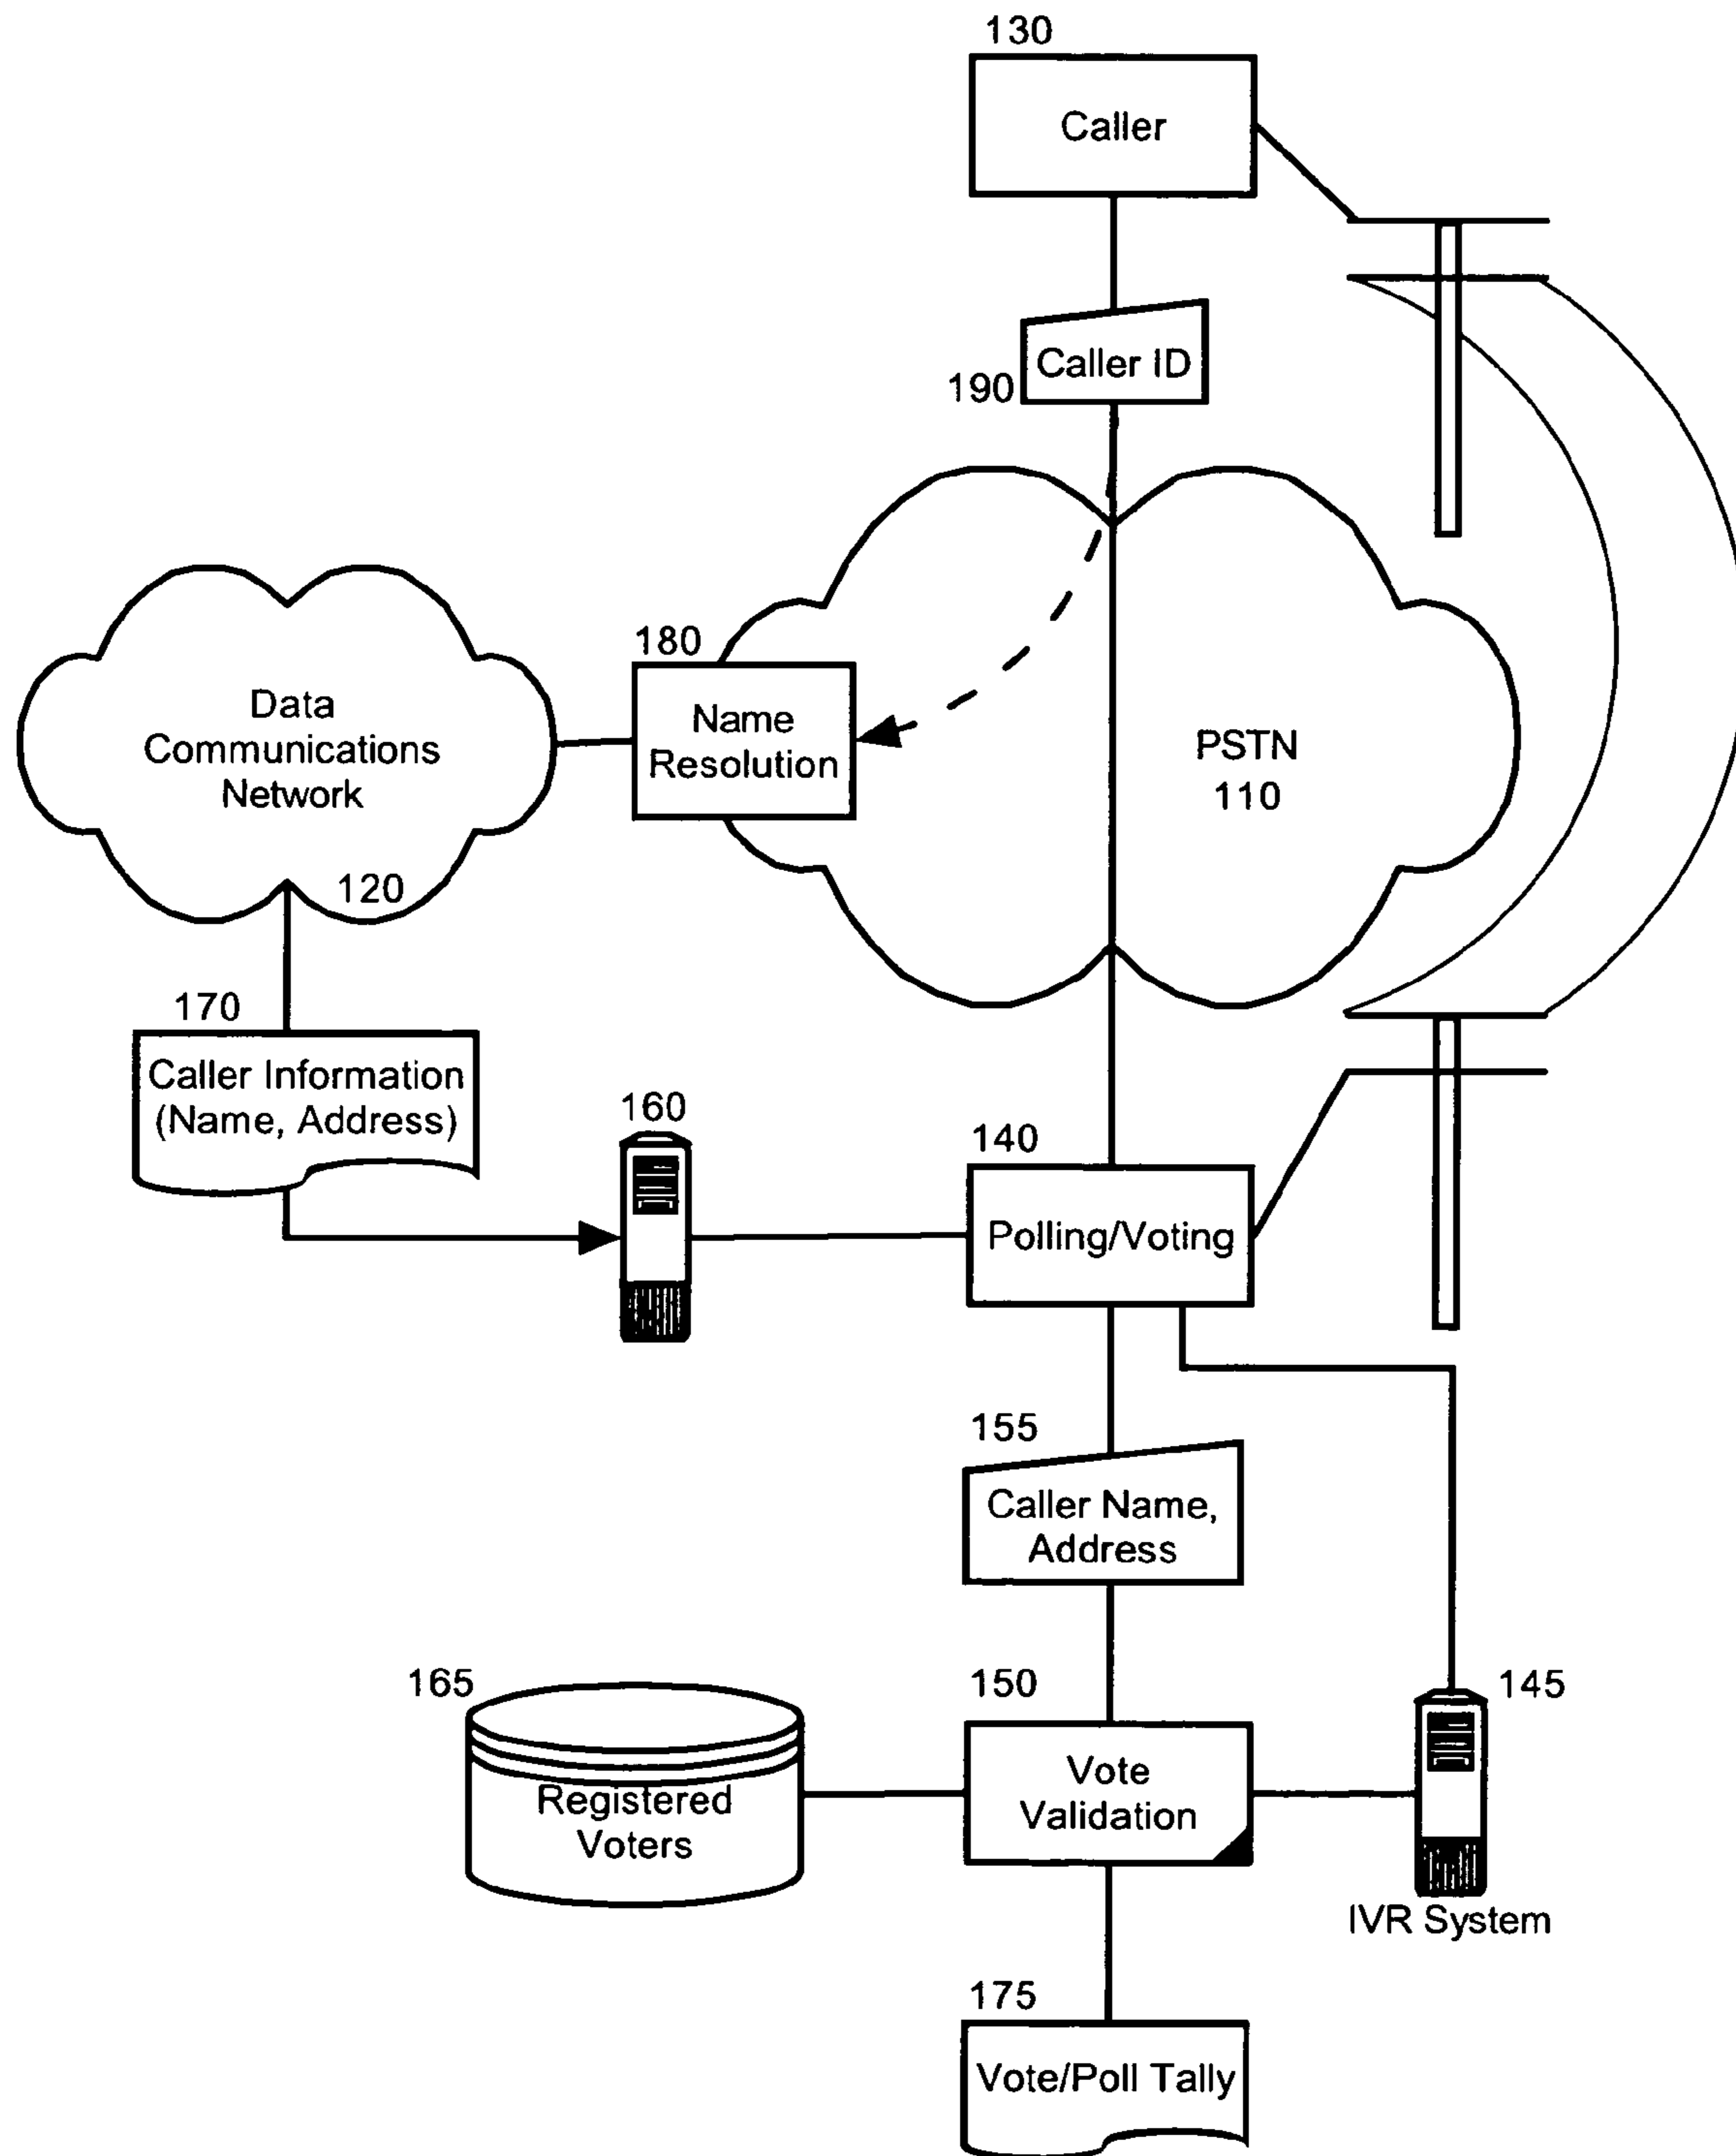 130
Caller
Caller ID
190
180
Name
Resolution
Data
Communications
Network
PSTN
110
120
170
Caller Information
(Name, Address)
160
140
Polling/Voting
155
Caller Name,
Address
165
150
145
Registered
Voters
Vote
Validation
IVR System
175
Vote/Poll Tally